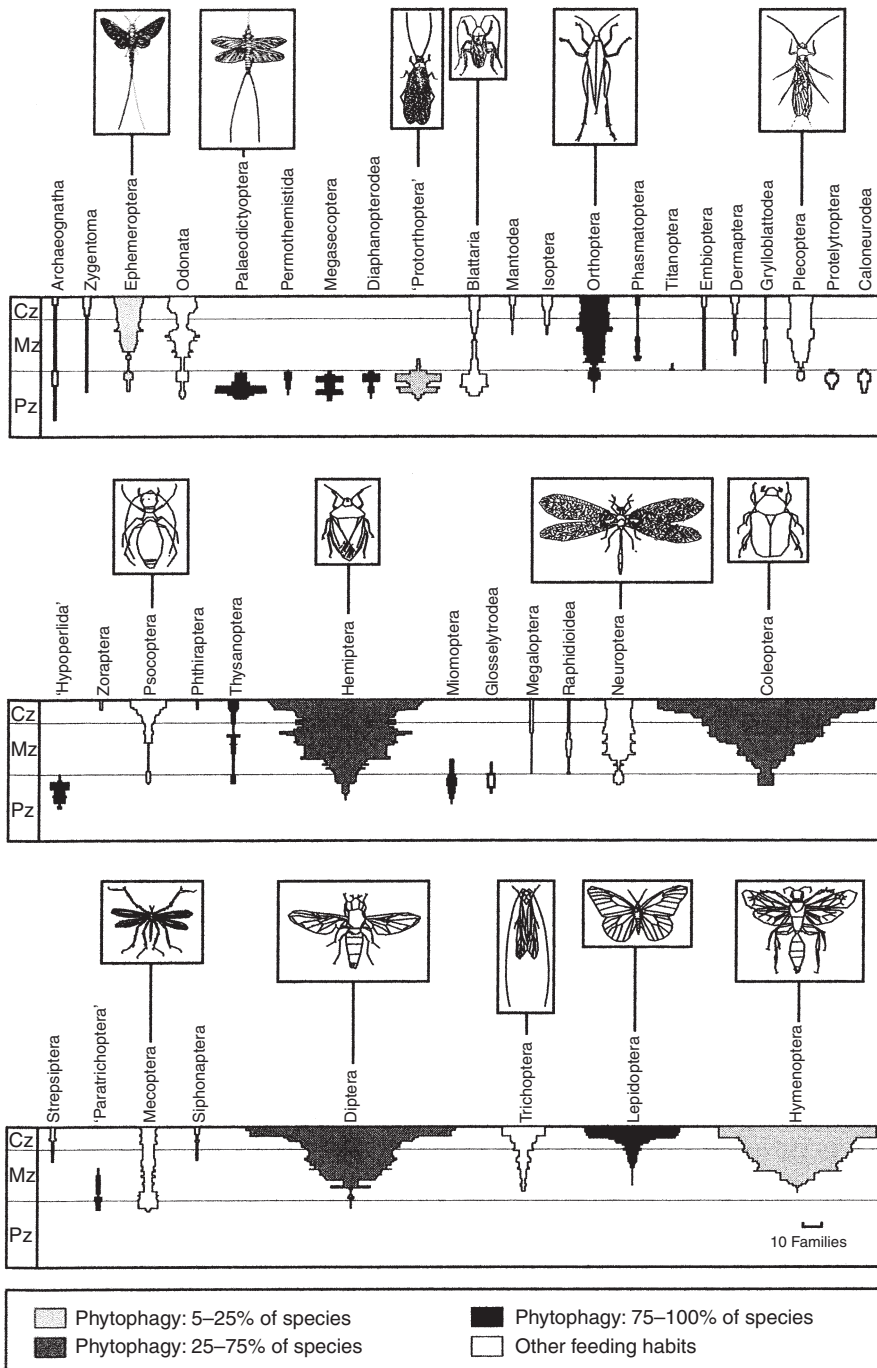 Archaeognatha
Zygentoma
Ephemeroptera
Odonata
Palaeodictyoptera
Permothemistida
Megasecoptera
Diaphanopterodea
'Protorthoptera'
Blattaria
Mantodea
Isoptera
Orthoptera
Phasmatoptera
Titanoptera
Embioptera
Dermaptera
Grylloblattodea
Plecoptera
Protelytroptera
Caloneurodea
Cz
Mz
Pz
'Hypoperlida'
Zoraptera
Psocoptera
Phthiraptera
Thysanoptera
Hemiptera
Miomoptera
Glosselytrodea
Megaloptera
Raphidioidea
Neuroptera
Coleoptera
Cz
Mz
Pz
Strepsiptera
'Paratrichoptera'
Mecoptera
Siphonaptera
Diptera
Trichoptera
Lepidoptera
Hymenoptera
Cz
Mz
Pz
10 Families
Phytophagy: 5–25% of species
Phytophagy: 75–100% of species
Phytophagy: 25–75% of species
Other feeding habits